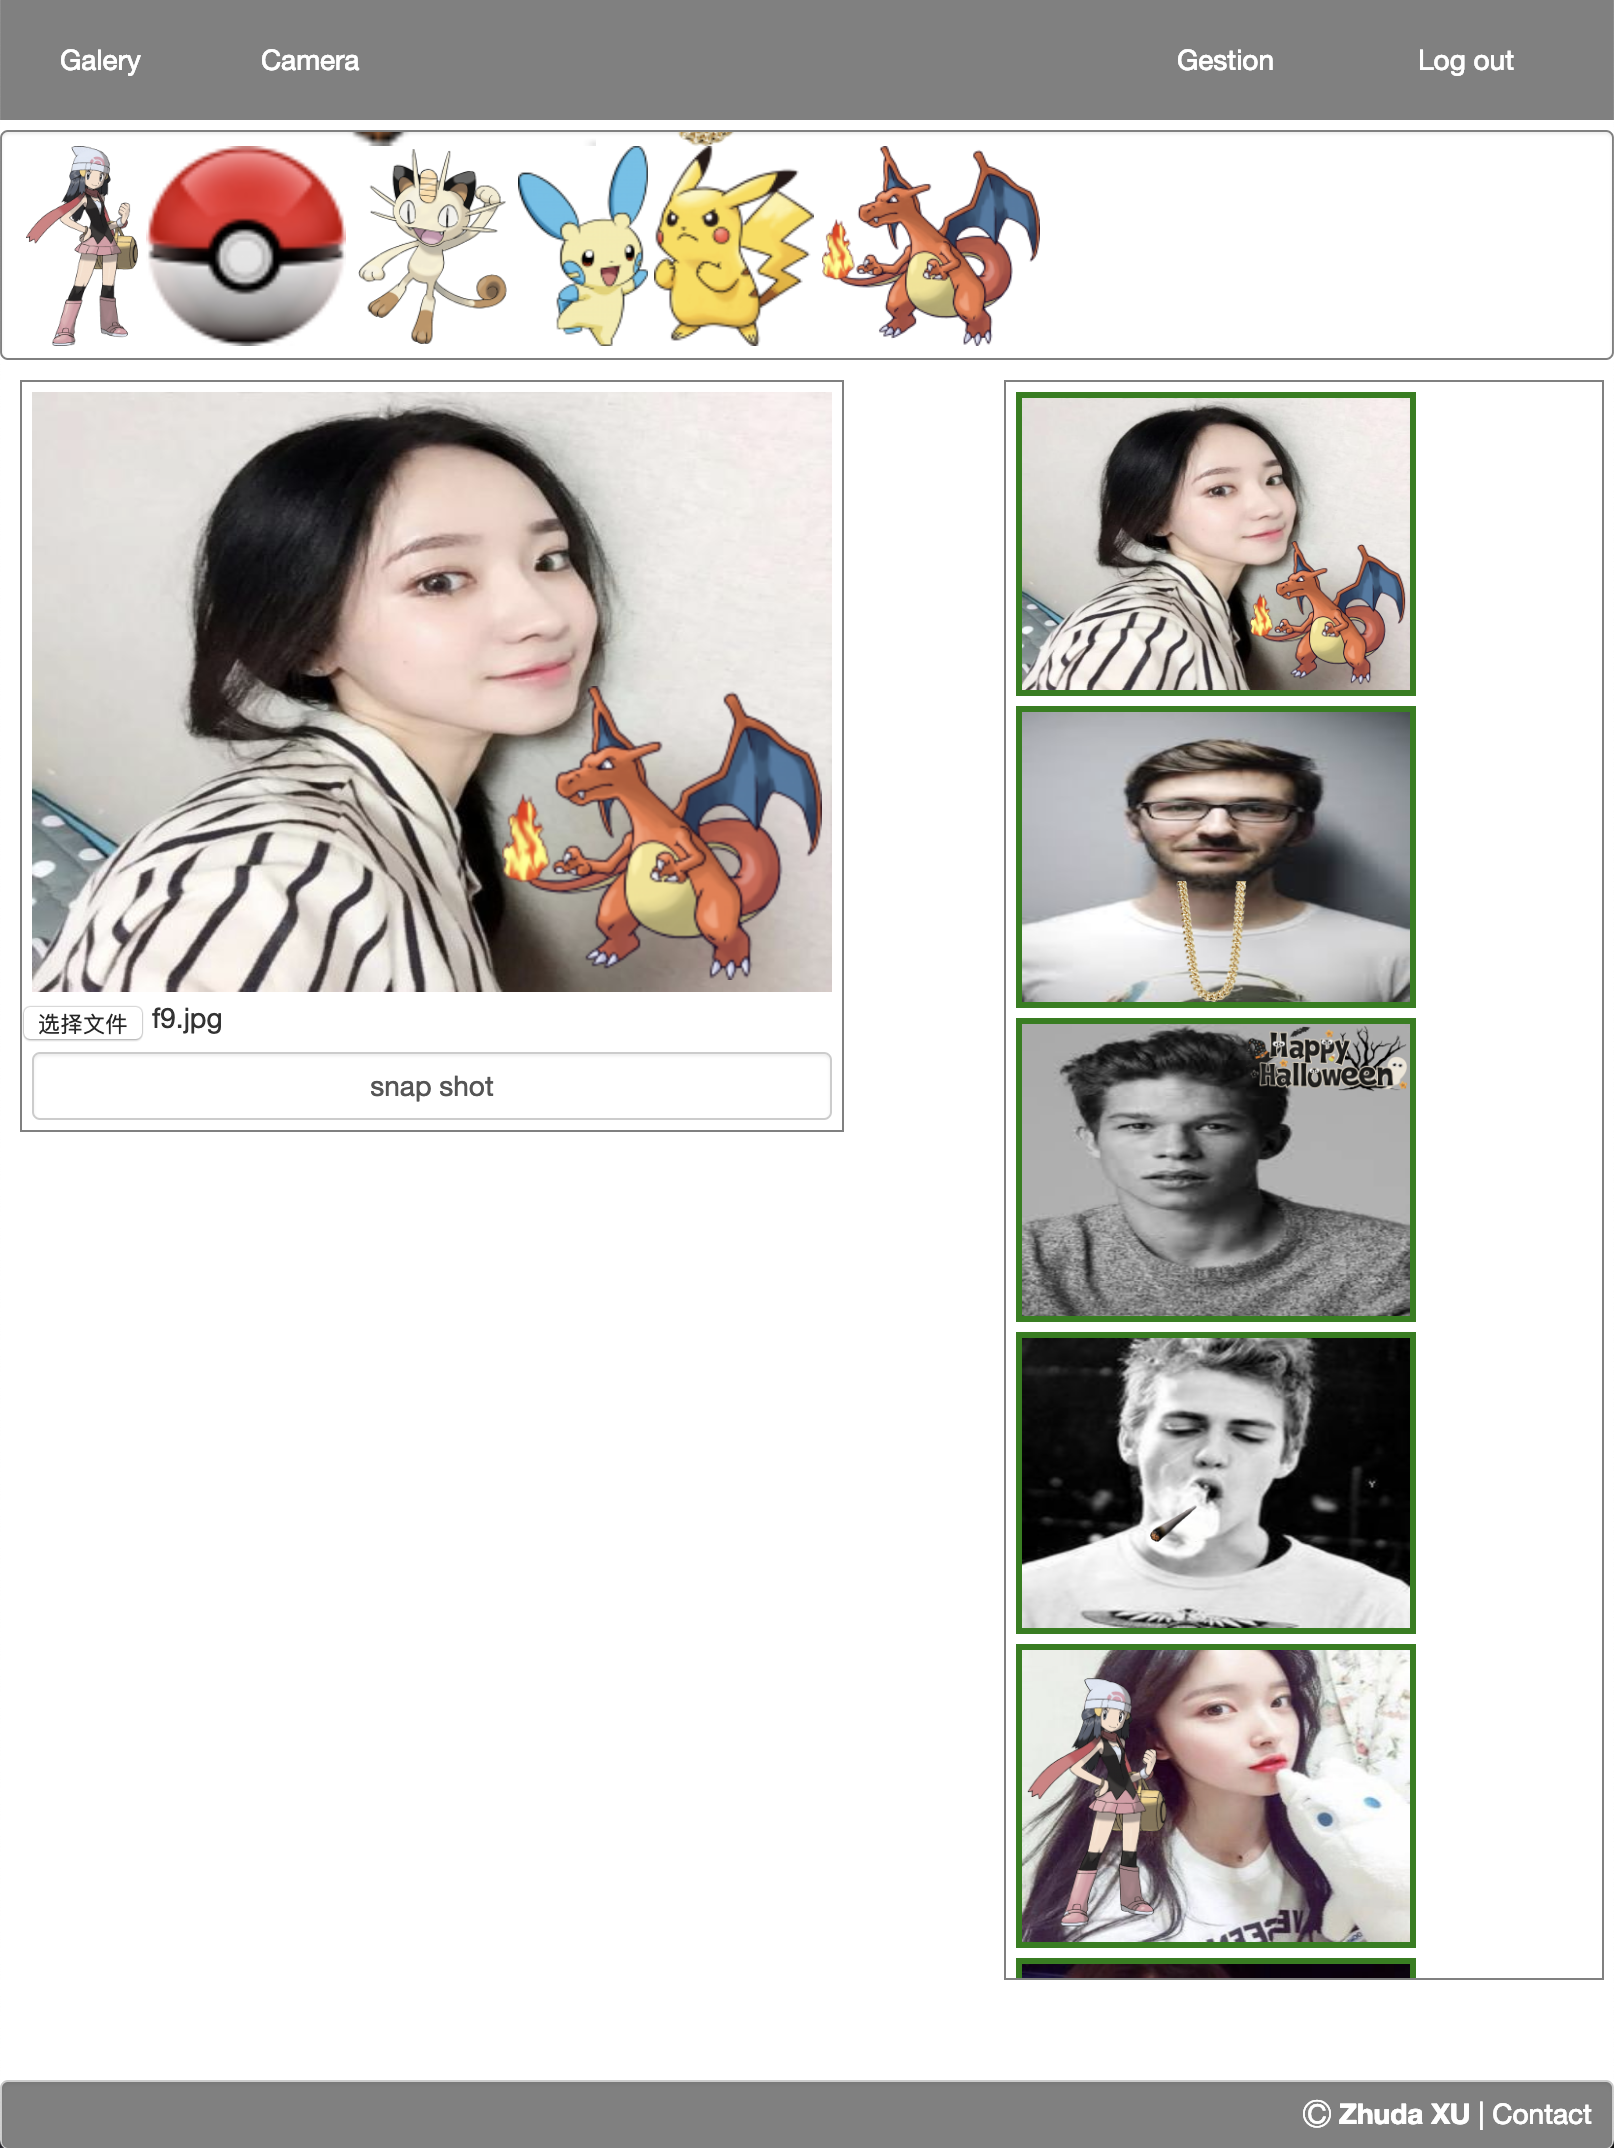 Galery Camera Gestion Log out
Happy
Halloween
选择文件 f9.jpg
snap shot
© Zhuda XU | Contact